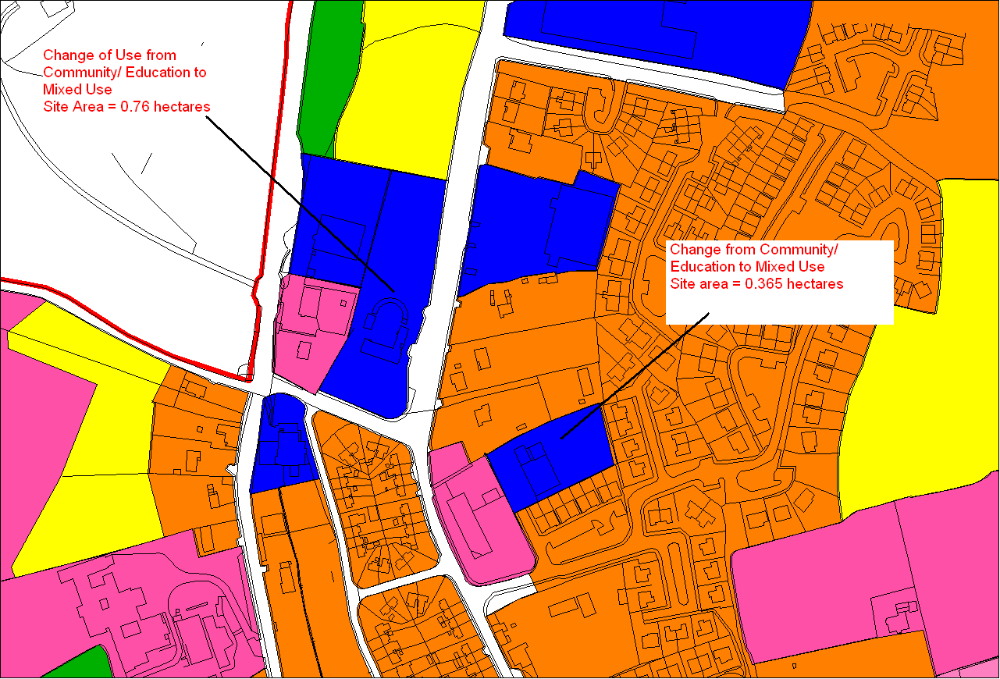 Change of Use from
Community/ Education to
Mixed Use
Site Area = 0.76 hectares
Change from Community/
Education to Mixed Use
Site area = 0.365 hectares